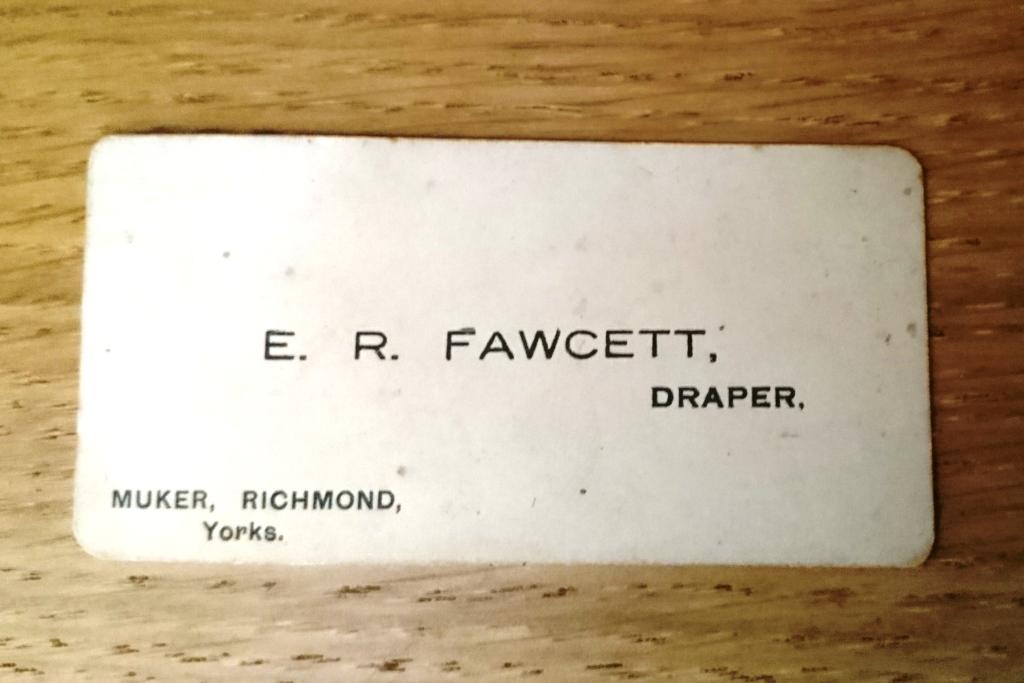 E. R. FAWCETT,
DRAPER,
MUKER, RICHMOND,
Yorks.